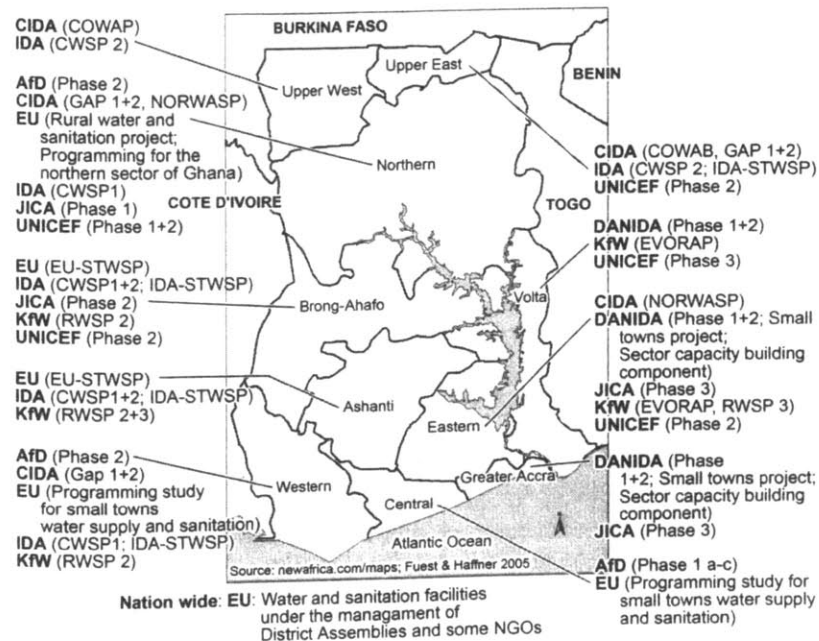 BURKINA FASO
CIDA (COWAP)
IDA (CWSP 2)
AfD (Phase 2)
CIDA (GAP 1+2, NORWASP)
EU (Rural water and
sanitation project;
Programming for the
northern sector of Ghana)
IDA (CWSP1)
JICA (Phase 1)
UNICEF (Phase 1+2)
EU (EU-STWSP)
IDA (CWSP1+2; IDA-STWSP)
JICA (Phase 2)
KfW (RWSP 2)
UNICEF (Phase 2)
EU (EU-STWSP)
IDA (CWSP1+2; IDA-STWSP)
KfW (RWSP 2+3)
AfD (Phase 2)
CIDA (Gap 1+2)
EU (Programming study
for small towns
water supply and sanitation)
IDA (CWSP1; IDA-STWSP)
KfW (RWSP 2)
Upper West
Upper East
BENIN
Northern
COTE D'IVOIRE
TOGO
Brong-Ahafo
Volta
Ashanti
Eastern
Western
Central
Greater Accra
Atlantic Ocean
Source: newafrica.com/maps; Fuest & Haffner 2005
CIDA (COWAB, GAP 1+2)
IDA (CWSP 2; IDA-STWSP)
UNICEF (Phase 2)
DANIDA (Phase 1+2)
KfW (EVORAP)
UNICEF (Phase 3)
CIDA (NORWASP)
DANIDA (Phase 1+2; Small
towns project;
Sector capacity building
component)
JICA (Phase 3)
KfW (EVORAP, RWSP 3)
UNICEF (Phase 2)
DANIDA (Phase
1+2; Small towns project;
Sector capacity building
component)
JICA (Phase 3)
AfD (Phase 1 a-c)
EU (Programming study for
small towns water supply
and sanitation)
Nation wide: EU: Water and sanitation facilities
under the managament of
District Assemblies and some NGOs